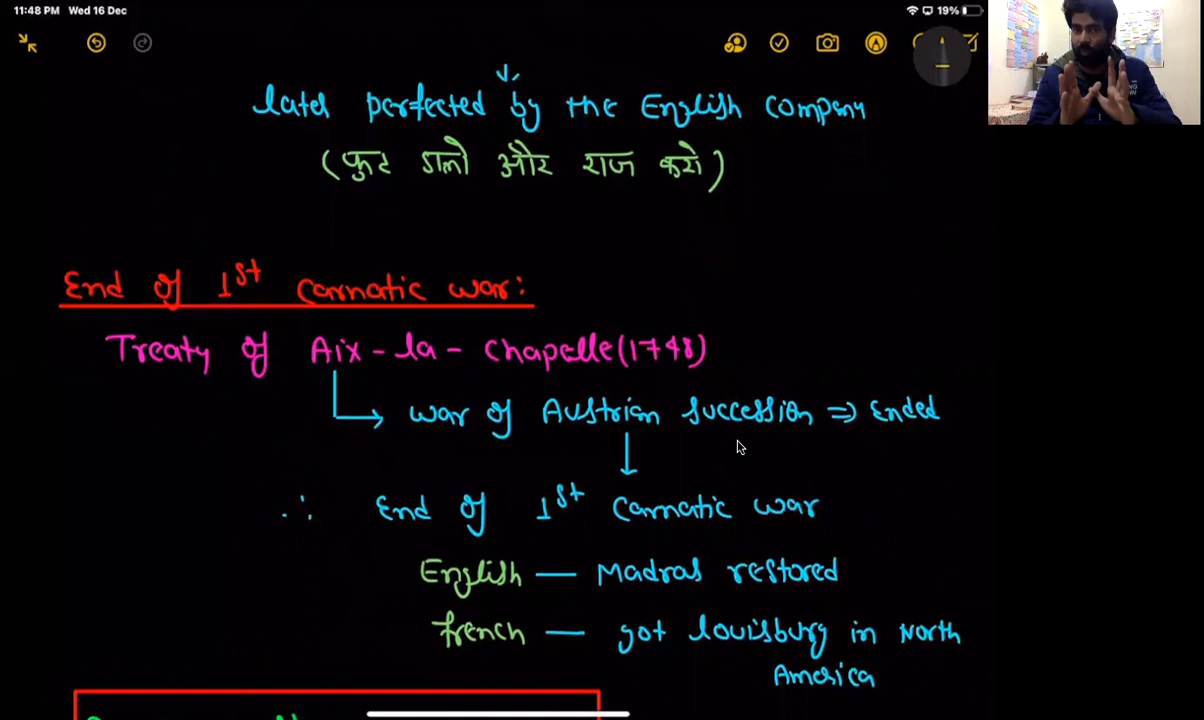 11:48 PM Wed 16 Dec
19%
later perfected by the English company
(फुट डालो और राज करो)
End of 1st Carnatic war:
Treaty of Aix-la-Chapelle(1748)
war of Austrian succession ⇒ Ended
∴ End of 1st Carnatic war
English — Madras restored
french — got louisburg in North
America